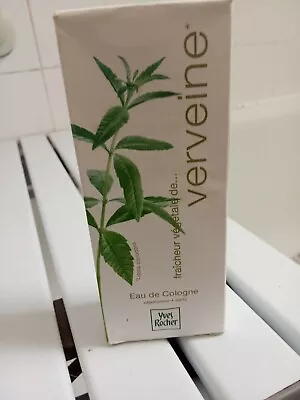 fraîcheur végétale de...
verveine
Eau de Cologne
Yves
Rocher